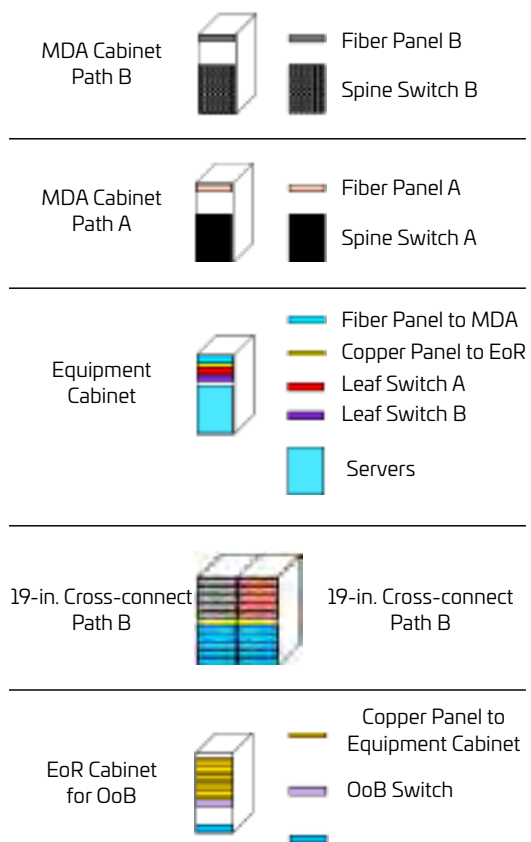 MDA Cabinet
Path B
Fiber Panel B
Spine Switch B
MDA Cabinet
Path A
Fiber Panel A
Spine Switch A
Equipment
Cabinet
Fiber Panel to MDA
Copper Panel to EoR
Leaf Switch A
Leaf Switch B
Servers
19-in. Cross-connect
Path B
19-in. Cross-connect
Path B
EoR Cabinet
for OoB
Copper Panel to
Equipment Cabinet
OoB Switch